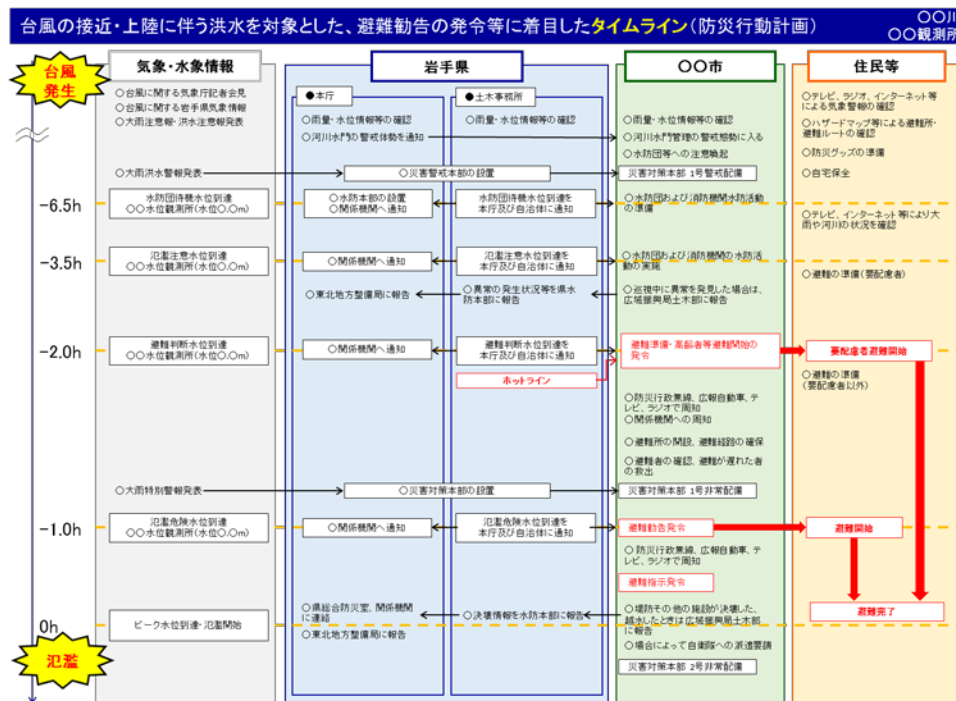 台風の接近・上陸に伴う洪水を対象とした、避難勧告の発令等に着目したタイムライン(防災行動計画)
〇〇川
〇〇観測所
台風
発生
気象・水象情報
岩手県
〇〇市
住民等
○台風に関する気象庁記者会見
○台風に関する岩手県気象情報
○大雨注意報・洪水注意報発表
●本庁
○雨量・水位情報等の確認
○河川水門の警戒体勢を通知
●土木事務所
○雨量・水位情報等の確認
○雨量・水位情報等の確認
○河川水門管理の警戒態勢に入る
○水防団等への注意喚起
○テレビ、ラジオ、インターネット等
による気象警報の確認
○ハザードマップ等による避難所・
避難ルートの確認
○防災グッズの準備
○大雨洪水警報発表
○災害警戒本部の設置
災害対策本部 1号警戒配備
○自宅保全
-6.5h
水防団待機水位到達
〇〇水位観測所(水位〇.〇m)
○水防本部の設置
○関係機関へ通知
水防団待機水位到達を
本庁及び自治体に通知
○水防団および消防機関水防活動
の準備
○テレビ、インターネット等により大
雨や河川の状況を確認
-3.5h
氾濫注意水位到達
〇〇水位観測所(水位〇.〇m)
○関係機関へ通知
氾濫注意水位到達を
本庁及び自治体に通知
○水防団および消防機関の水防活
動の実施
○避難の準備(要配慮者)
○東北地方整備局に報告
○異常の発生状況等を県水
防本部に報告
○巡視中に異常を発見した場合は、
広域振興局土木部に報告
-2.0h
避難判断水位到達
〇〇水位観測所(水位〇.〇m)
○関係機関へ通知
避難判断水位到達を
本庁及び自治体に通知
避難準備・高齢者等避難開始の
発令
要配慮者避難開始
ホットライン
○避難の準備
(要配慮者以外)
○防災行政無線、広報自動車、テ
レビ、ラジオで周知
○関係機関への周知
○避難所の開設、避難経路の確保
○避難者の確認、避難が遅れた者
の救出
○大雨特別警報発表
○災害対策本部の設置
災害対策本部 1号非常配備
-1.0h
氾濫危険水位到達
〇〇水位観測所(水位〇.〇m)
○関係機関へ通知
氾濫危険水位到達を
本庁及び自治体に通知
避難勧告発令
避難開始
○防災行政無線、広報自動車、テ
レビ、ラジオで周知
避難指示発令
○県総合防災室、関係機関
に連絡
○決壊情報を水防本部に報告
○堤防その他の施設が決壊した、
越水したときは広域振興局土木部
に報告
避難完了
0h
ピーク水位到達・氾濫開始
○東北地方整備局に報告
○場合によって自衛隊への派遣要請
氾濫
災害対策本部 2号非常配備